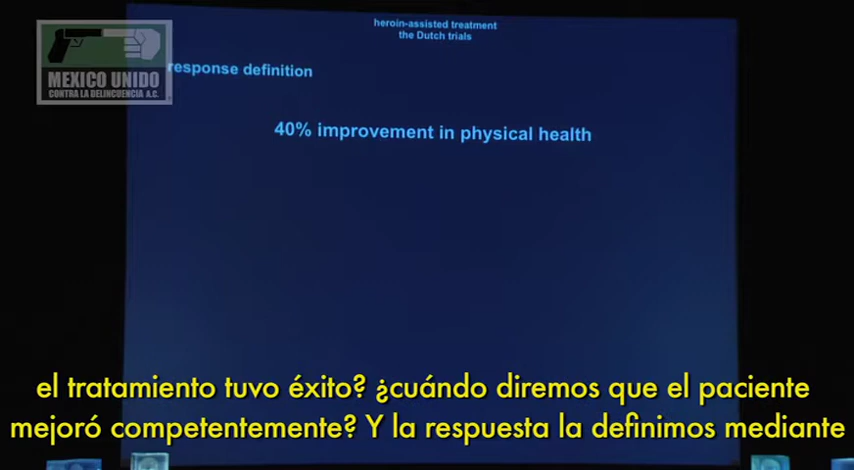 heroin-assisted treatment
the Dutch trials
MEXICO UNIDO
CONTRA LA DELINCUENCIA A.C.
response definition
40% improvement in physical health
el tratamiento tuvo éxito? ¿cuándo diremos que el paciente
mejoró competentemente? Y la respuesta la definimos mediante